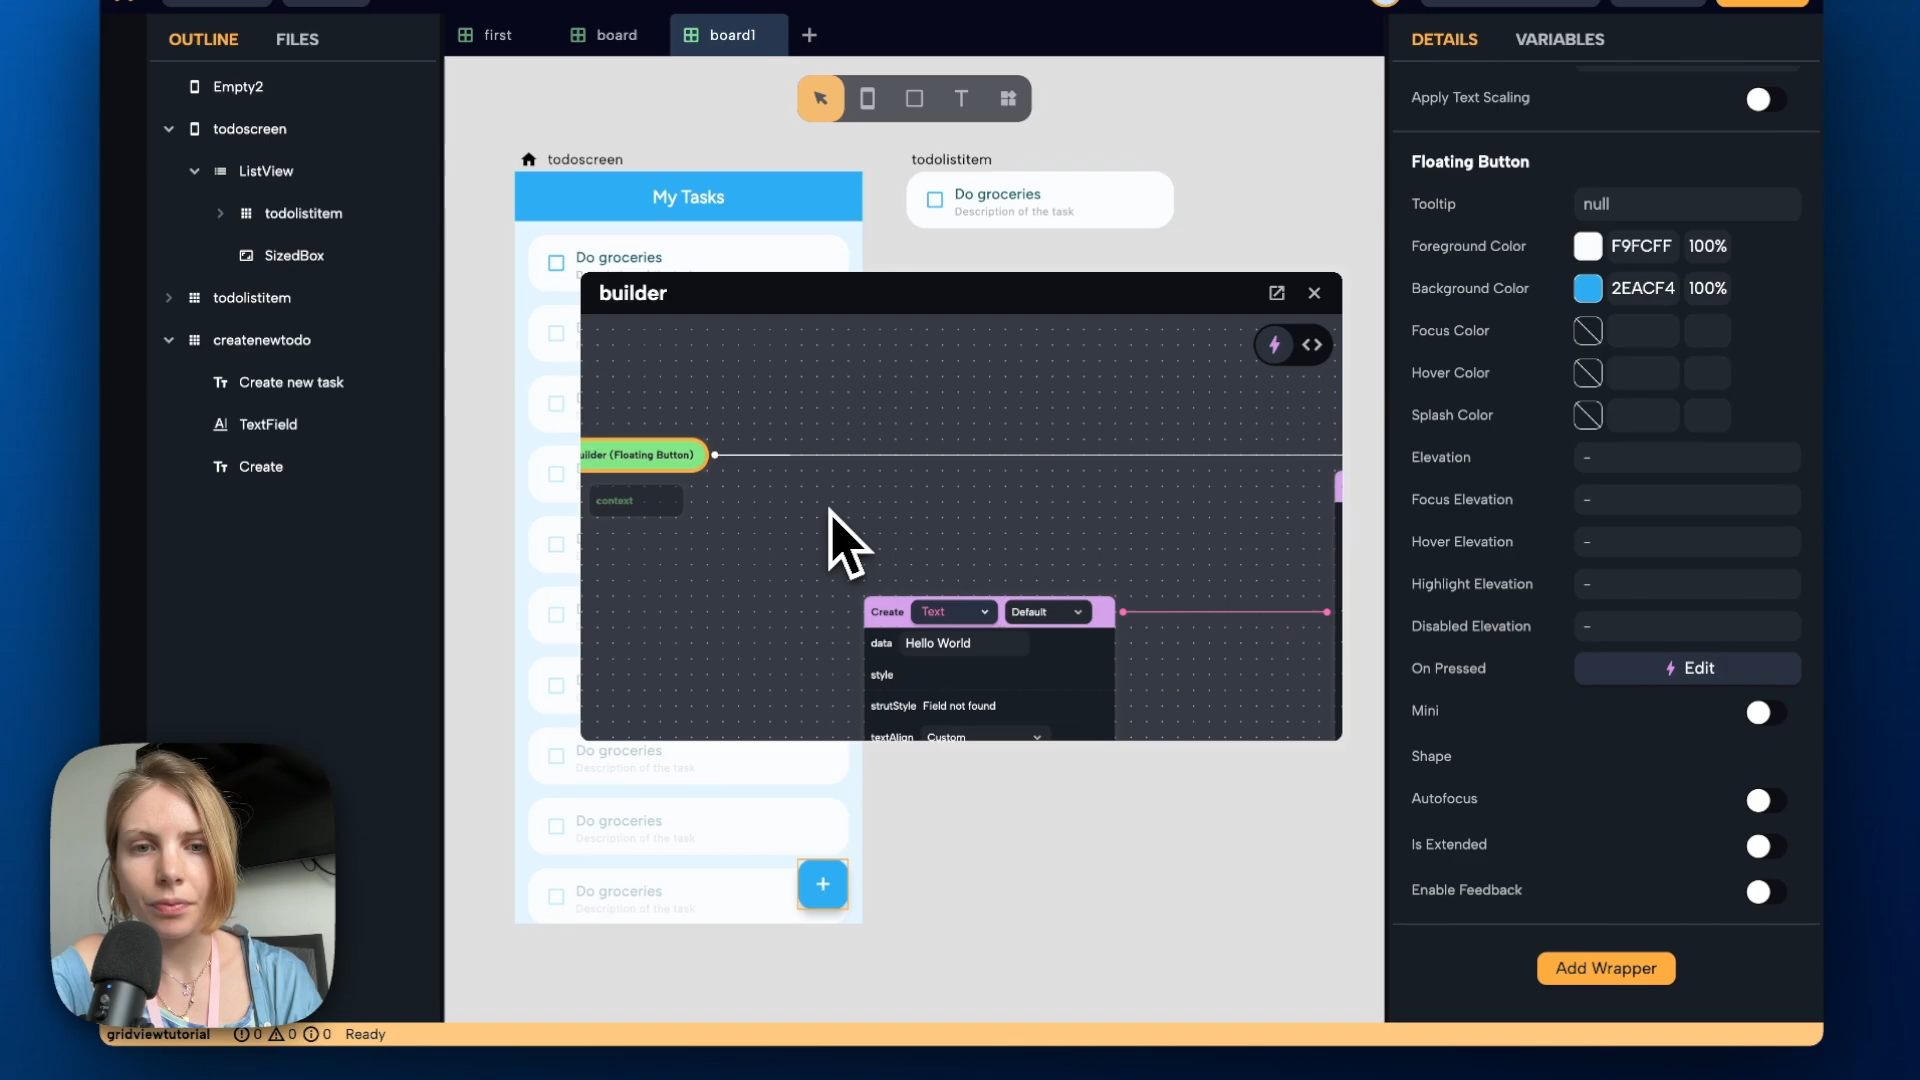 OUTLINE FILES
first board board1 +
DETAILS VARIABLES
Empty2
todoscreen
ListView
todolistitem
SizedBox
todolistitem
createnewtodo
Create new task
TextField
Create
todoscreen
My Tasks
Do groceries
todolistitem
Do groceries
Description of the task
builder
uilder (Floating Button)
context
Create Text Default
data Hello World
style
strutStyle Field not found
textAlign Custom
Do groceries
Description of the task
Do groceries
Description of the task
Do groceries
Description of the task
Apply Text Scaling
Floating Button
Tooltip null
Foreground Color F9FCFF 100%
Background Color 2EACF4 100%
Focus Color
Hover Color
Splash Color
Elevation -
Focus Elevation -
Hover Elevation -
Highlight Elevation -
Disabled Elevation -
On Pressed Edit
Mini
Shape
Autofocus
Is Extended
Enable Feedback
Add Wrapper
gridviewtutorial 0 0 0 Ready